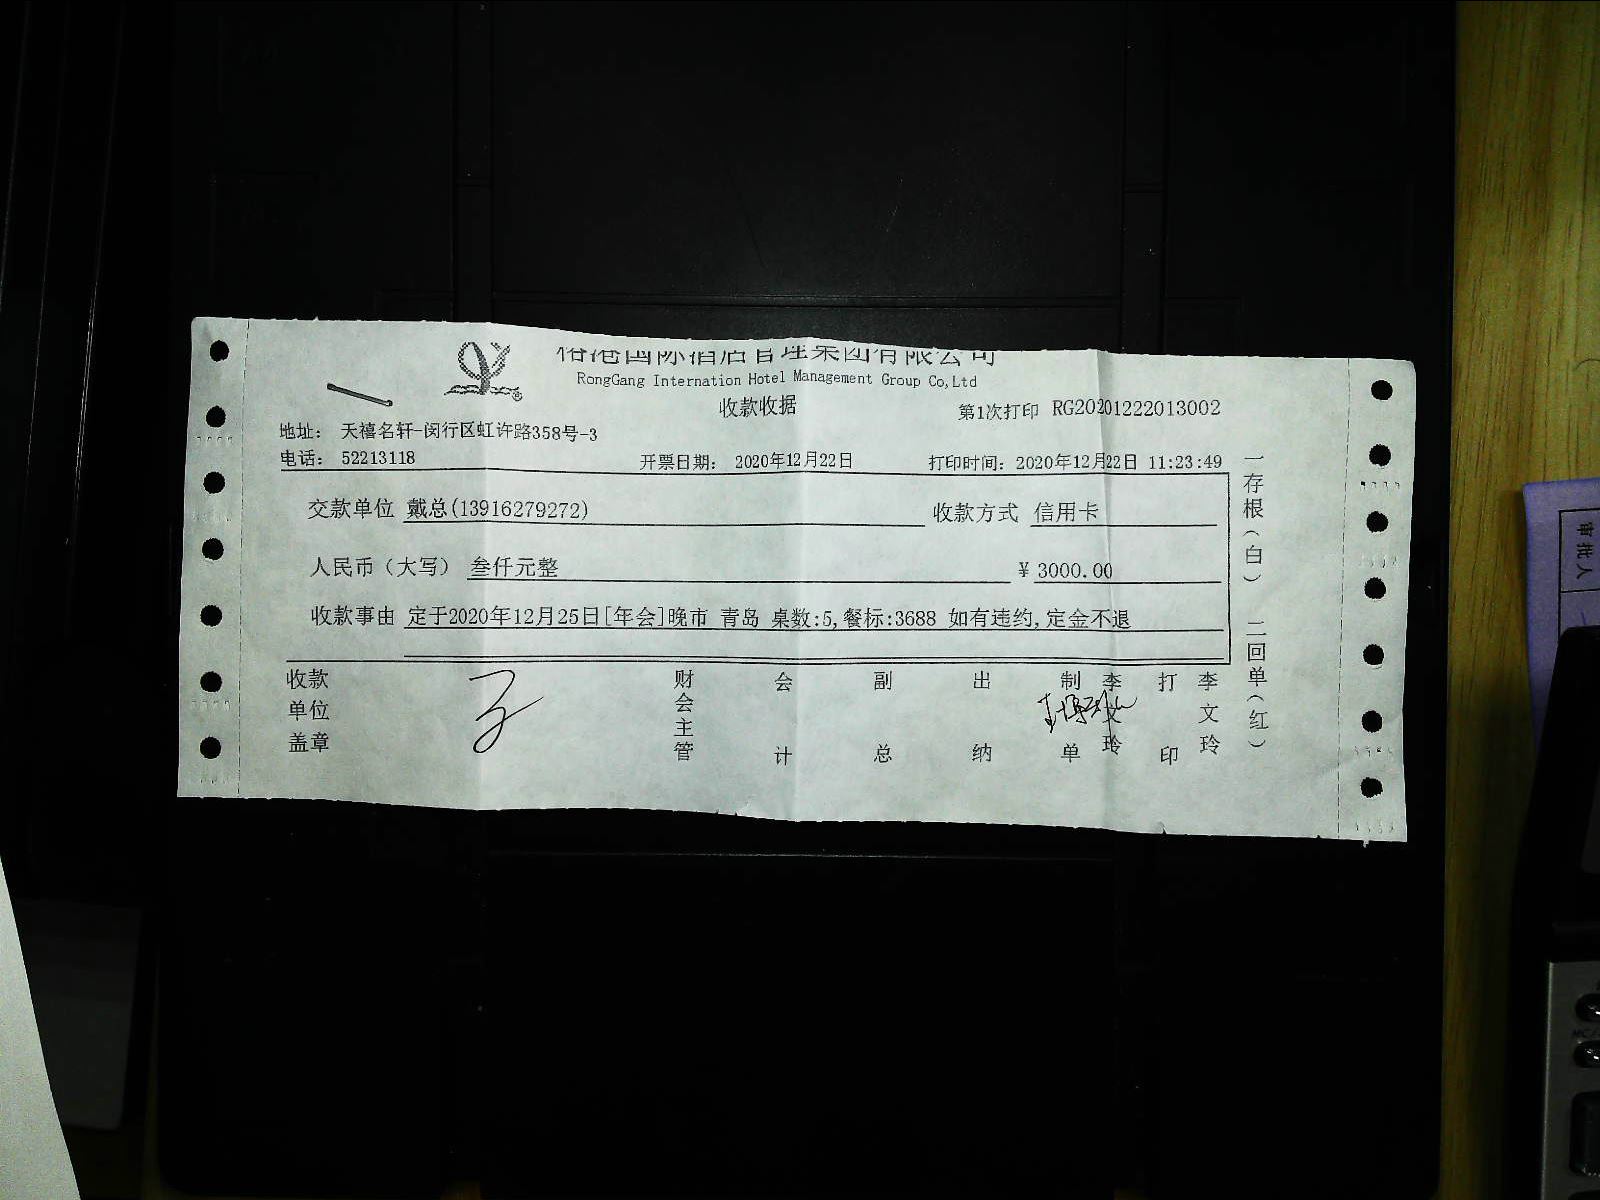 国际酒店管理集团有限公司
RongGang Internation Hotel Management Group Co,Ltd
收款收据
第1次打印 RG20201222013002
地址: 天禧名轩-闵行区虹许路358号-3
电话: 52213118
开票日期: 2020年12月22日
打印时间: 2020年12月22日 11:23:49
交款单位 戴总(13916279272)
收款方式 信用卡
人民币(大写) 叁仟元整
¥ 3000.00
收款事由 定于2020年12月25日[年会]晚市 青岛 桌数:5,餐标:3688 如有违约,定金不退
收款单位盖章
财会主管
会计
副总
出纳
制单 李文玲
打印 李文玲
一存根(白) 二回单(红)
审批人